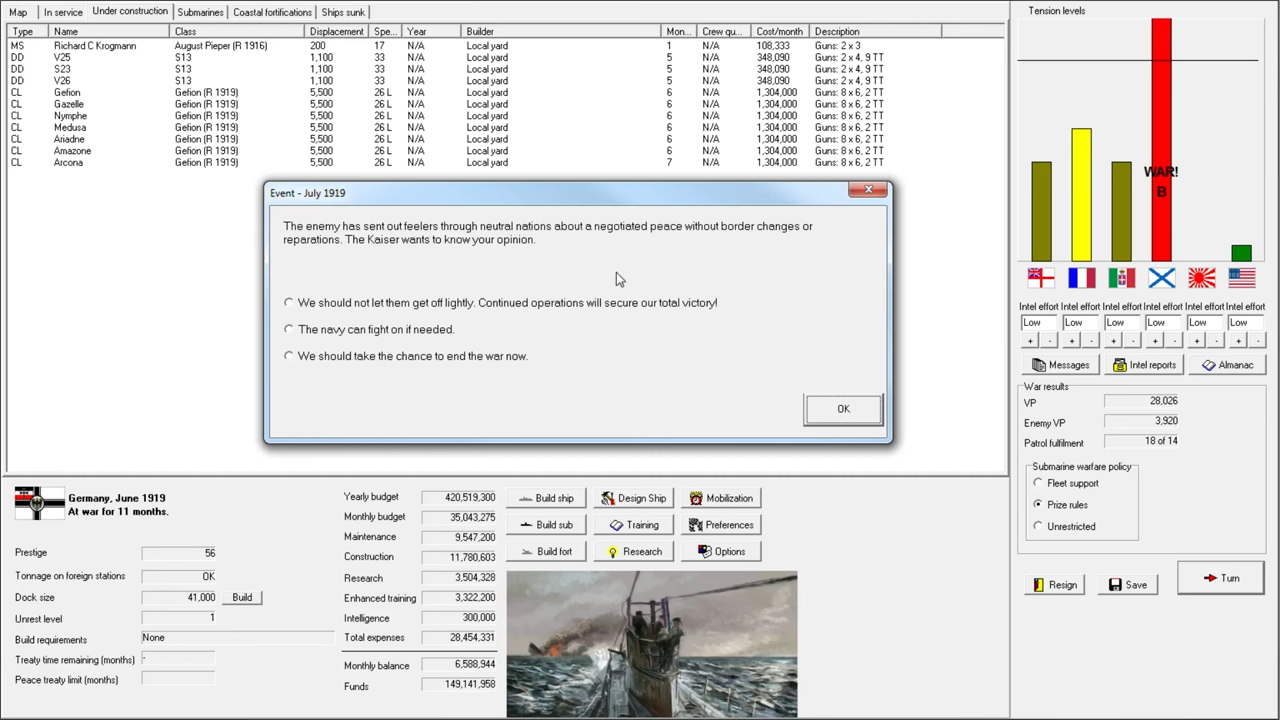 Map In service Under construction Submarines Coastal fortifications Ships sunk
Type Name Class Displacement Spe... Year Builder Mon... Crew qu... Cost/month Description
MS Richard C Krogmann August Pieper (R 1916) 200 17 N/A Local yard 1 N/A 108,333 Guns: 2 x 3
DD V25 S13 1,100 33 N/A Local yard 5 N/A 348,090 Guns: 2 x 4, 9 TT
DD S23 S13 1,100 33 N/A Local yard 5 N/A 348,090 Guns: 2 x 4, 9 TT
DD V26 S13 1,100 33 N/A Local yard 5 N/A 348,090 Guns: 2 x 4, 9 TT
CL Gefion Gefion (R 1919) 5,500 26 L N/A Local yard 6 N/A 1,304,000 Guns: 8 x 6, 2 TT
CL Gazelle Gefion (R 1919) 5,500 26 L N/A Local yard 6 N/A 1,304,000 Guns: 8 x 6, 2 TT
CL Nymphe Gefion (R 1919) 5,500 26 L N/A Local yard 6 N/A 1,304,000 Guns: 8 x 6, 2 TT
CL Medusa Gefion (R 1919) 5,500 26 L N/A Local yard 6 N/A 1,304,000 Guns: 8 x 6, 2 TT
CL Ariadne Gefion (R 1919) 5,500 26 L N/A Local yard 6 N/A 1,304,000 Guns: 8 x 6, 2 TT
CL Amazone Gefion (R 1919) 5,500 26 L N/A Local yard 6 N/A 1,304,000 Guns: 8 x 6, 2 TT
CL Arcona Gefion (R 1919) 5,500 26 L N/A Local yard 7 N/A 1,304,000 Guns: 8 x 6, 2 TT
Event - July 1919
The enemy has sent out feelers through neutral nations about a negotiated peace without border changes or
reparations. The Kaiser wants to know your opinion.
We should not let them get off lightly. Continued operations will secure our total victory!
The navy can fight on if needed.
We should take the chance to end the war now.
OK
Tension levels
WAR!
B
Intel effort Intel effort Intel effort Intel effort Intel effort Intel effort
Low Low Low Low Low Low
+ - + - + - + - + - + -
Messages Intel reports Almanac
War results
VP 28,026
Enemy VP 3,920
Patrol fulfilment 18 of 14
Submarine warfare policy
Fleet support
Prize rules
Unrestricted
Resign Save Turn
Germany, June 1919
At war for 11 months.
Prestige 56
Tonnage on foreign stations OK
Dock size 41,000 Build
Unrest level 1
Build requirements None
Treaty time remaining (months) -
Peace treaty limit (months)
Yearly budget 420,519,300
Monthly budget 35,043,275
Maintenance 9,547,200
Construction 11,780,603
Research 3,504,328
Enhanced training 3,322,200
Intelligence 300,000
Total expenses 28,454,331
Monthly balance 6,588,944
Funds 149,141,958
Build ship Design Ship Mobilization
Build sub Training Preferences
Build fort Research Options